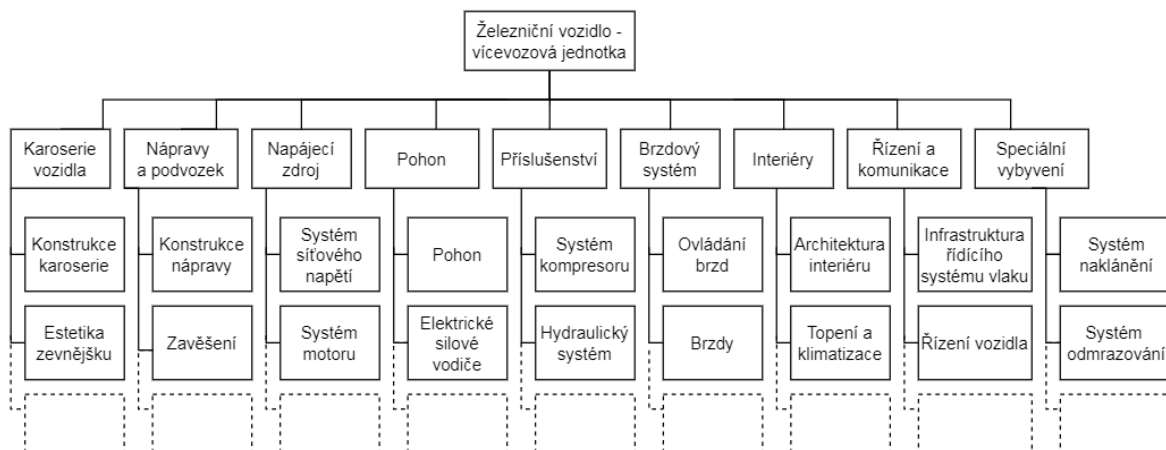 Železniční vozidlo -
vícevozová jednotka
Karoserie
vozidla
Nápravy
a podvozek
Napájecí
zdroj
Pohon
Příslušenství
Brzdový
systém
Interiéry
Řízení a
komunikace
Speciální
vybyvení
Konstrukce
karoserie
Konstrukce
nápravy
Systém
síťového
napětí
Pohon
Systém
kompresoru
Ovládání
brzd
Architektura
interiéru
Infrastruktura
řídícího
systému vlaku
Systém
naklánění
Estetika
zevnějšku
Zavěšení
Systém
motoru
Elektrické
silové
vodiče
Hydraulický
systém
Brzdy
Topení a
klimatizace
Řízení vozidla
Systém
odmrazování